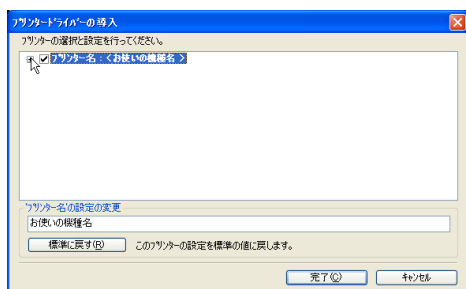 プリンタードライバーの導入
プリンターの選択と設定を行ってください。
プリンター名 : <お使いの機種名 >
'プリンター名'の設定の変更
お使いの機種名
標準に戻す(R)
このプリンターの設定を標準の値に戻します。
完了(C)
キャンセル